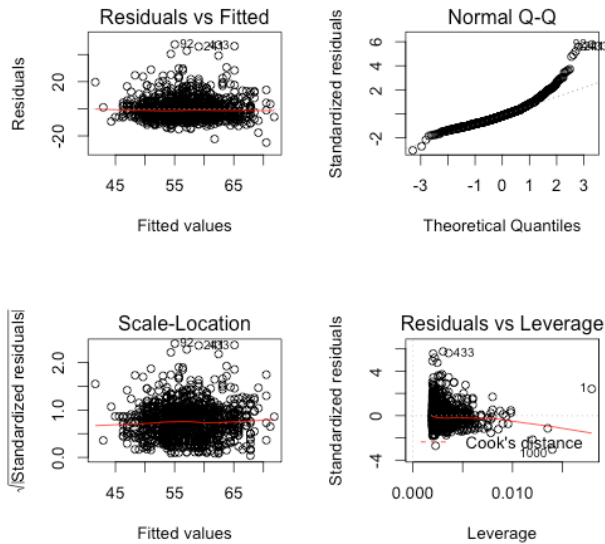 Residuals vs Fitted
Residuals
20
-20
92
433
45
55
65
Fitted values
Normal Q-Q
Standardized residuals
6
4
2
-2
-3
-1
0
1
2
3
Theoretical Quantiles
Scale-Location
√|Standardized residuals|
2.0
1.0
0.0
92
433
45
55
65
Fitted values
Residuals vs Leverage
Standardized residuals
4
0
-4
433
1
Cook's distance
1000
0.000
0.010
Leverage